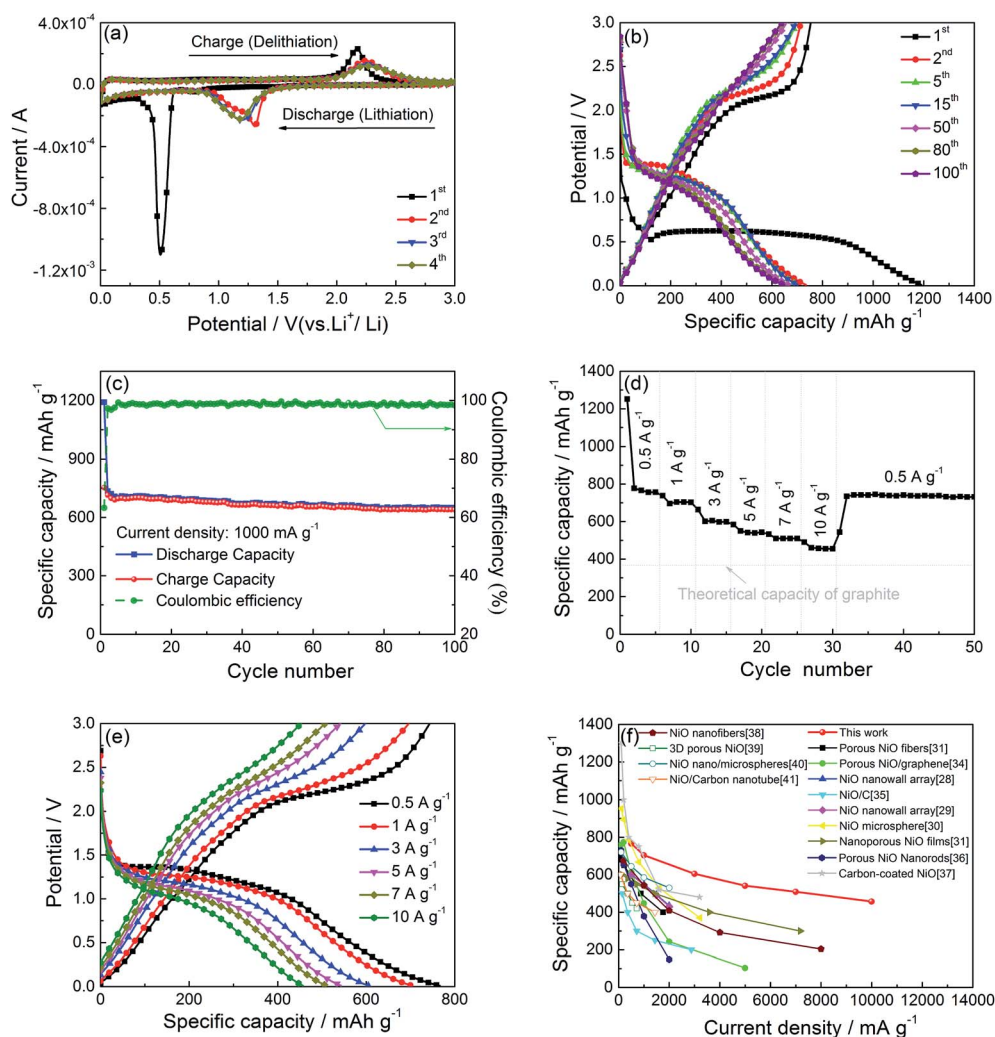 (a)
Charge (Delithiation)
Discharge (Lithiation)
1st
2nd
3rd
4th
4.0x10-4
0.0
-4.0x10-4
-8.0x10-4
-1.2x10-3
Current / A
0.0 0.5 1.0 1.5 2.0 2.5 3.0
Potential / V(vs.Li+/ Li)
(b)
1st
2nd
5th
15th
50th
80th
100th
3.0
2.5
2.0
1.5
1.0
0.5
0.0
Potential / V
0 200 400 600 800 1000 1200 1400
Specific capacity / mAh g-1
(c)
1200
900
600
300
0
Specific capacity / mAh g-1
Current density: 1000 mA g-1
Discharge Capacity
Charge Capacity
Coulombic efficiency
100
80
60
40
20
Coulombic efficiency (%)
0 20 40 60 80 100
Cycle number
(d)
1400
1200
1000
800
600
400
200
0
Specific capacity / mAh g-1
0.5 A g-1
1 A g-1
3 A g-1
5 A g-1
7 A g-1
10 A g-1
0.5 A g-1
Theoretical capacity of graphite
0 10 20 30 40 50
Cycle number
(e)
3.0
2.5
2.0
1.5
1.0
0.5
0.0
Potential / V
0.5 A g-1
1 A g-1
3 A g-1
5 A g-1
7 A g-1
10 A g-1
0 200 400 600 800
Specific capacity / mAh g-1
(f)
1400
1200
1000
800
600
400
200
0
Specific capacity / mAh g-1
NiO nanofibers[38]
3D porous NiO[39]
NiO nano/microspheres[40]
NiO/Carbon nanotube[41]
This work
Porous NiO fibers[31]
Porous NiO/graphene[34]
NiO nanowall array[28]
NiO/C[35]
NiO nanowall array[29]
NiO microsphere[30]
Nanoporous NiO films[31]
Porous NiO Nanorods[36]
Carbon-coated NiO[37]
0 2000 4000 6000 8000 10000 12000 14000
Current density / mA g-1